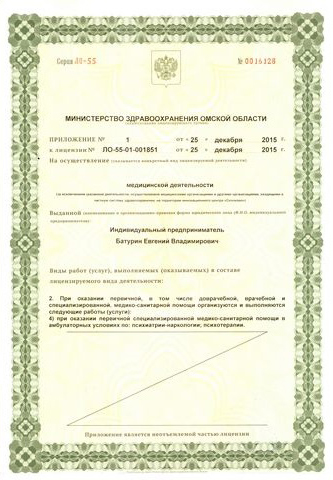 Серия ЛО-55 № 0016128
МИНИСТЕРСТВО ЗДРАВООХРАНЕНИЯ ОМСКОЙ ОБЛАСТИ
ПРИЛОЖЕНИЕ № 1 от « 25 » декабря 2015 г.
к лицензии № ЛО-55-01-001851 от « 25 » декабря 2015 г.
На осуществление (указывается конкретный вид лицензируемой деятельности)
медицинской деятельности
(за исключением указанной деятельности, осуществляемой медицинскими организациями и другими организациями, входящими в
частную систему здравоохранения, на территории инновационного центра «Сколково»)
Выданной (наименование и организационно-правовая форма юридического лица (Ф.И.О. индивидуального
предпринимателя)
Индивидуальный предприниматель
Батурин Евгений Владимирович
Виды работ (услуг), выполняемых (оказываемых) в составе
лицензируемого вида деятельности:
2. При оказании первичной, в том числе доврачебной, врачебной и
специализированной, медико-санитарной помощи организуются и выполняются
следующие работы (услуги):
4) при оказании первичной специализированной медико-санитарной помощи в
амбулаторных условиях по: психиатрии-наркологии; психотерапии.
Приложение является неотъемлемой частью лицензии